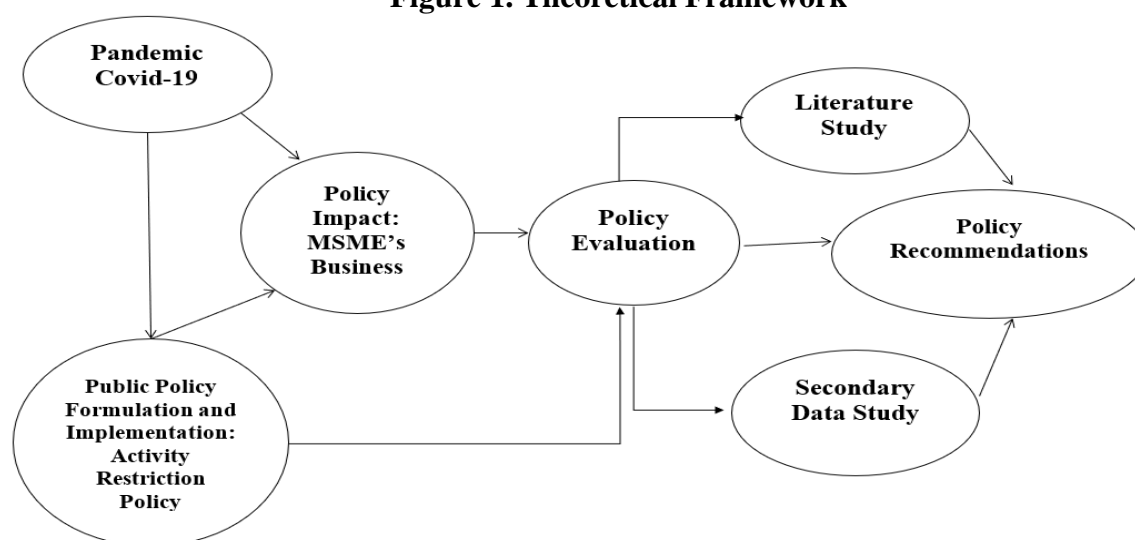 Figure 1. Theoretical Framework
Pandemic
Covid-19
Literature
Study
Policy
Impact:
MSME's
Business
Policy
Evaluation
Policy
Recommendations
Public Policy
Formulation and
Implementation:
Activity
Restriction
Policy
Secondary
Data Study